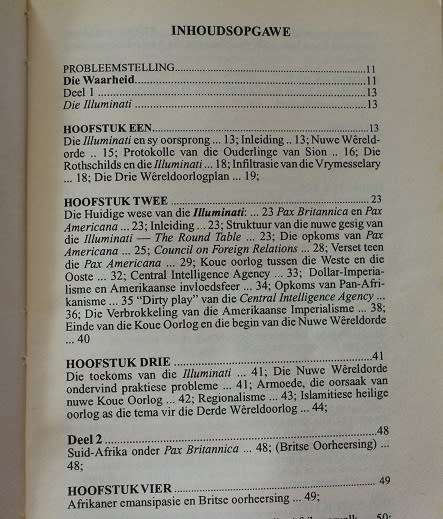 INHOUDSOPGAWE
PROBLEEMSTELLING.......................................................11
Die Waarheid.................................................................11
Deel 1 ..........................................................................13
Die Illuminati ................................................................13
HOOFSTUK EEN.............................................................13
Die Illuminati en sy oorsprong ... 13; Inleiding .. 13; Nuwe Wêreld-
orde .. 15; Protokolle van die Ouderlinge van Sion .. 16; De
Rothschilds en die Illuminati ... 18; Infiltrasie van die Vrymesselary
... 18; Die Drie Wêreldoorlogplan ... 19;
HOOFSTUK TWEE ..........................................................23
Die Huidige wese van die Illuminati: ... 23 Pax Britannica en Pax
Americana ... 23; Inleiding ... 23; Struktuur van die nuwe gesig van
die Illuminati — The Round Table ... 23; Die opkoms van Pax
Americana ... 25; Council on Foreign Relations ... 28; Verset teen
die Pax Americana ... 29; Koue oorlog tussen die Weste en die
Ooste ... 32; Central Intelligence Agency ... 33; Dollar-Imperia-
lisme en Amerikaanse invloedsfeer ... 34; Opkoms van Pan-Afri-
kanisme ... 35 "Dirty play" van die Central Intelligence Agency ...
36; Die Verbrokkeling van die Amerikaanse Imperialisme ... 38;
Einde van die Koue Oorlog en die begin van die Nuwe Wêreldorde
... 40
HOOFSTUK DRIE ..........................................................41
Die toekoms van die Illuminati ... 41; Die Nuwe Wêreldorde
ondervind praktiese probleme ... 41; Armoede, die oorsaak van
nuwe Koue Oorlog ... 42; Regionalisme ... 43; Islamitiese heilige
oorlog as die tema vir die Derde Wêreldoorlog ... 44;
Deel 2 ..........................................................................48
Suid-Afrika onder Pax Britannica ... 48; (Britse Oorheersing) ...
48;
HOOFSTUK VIER ..........................................................49
Afrikaner emansipasie en Britse oorheersing ... 49;
50;